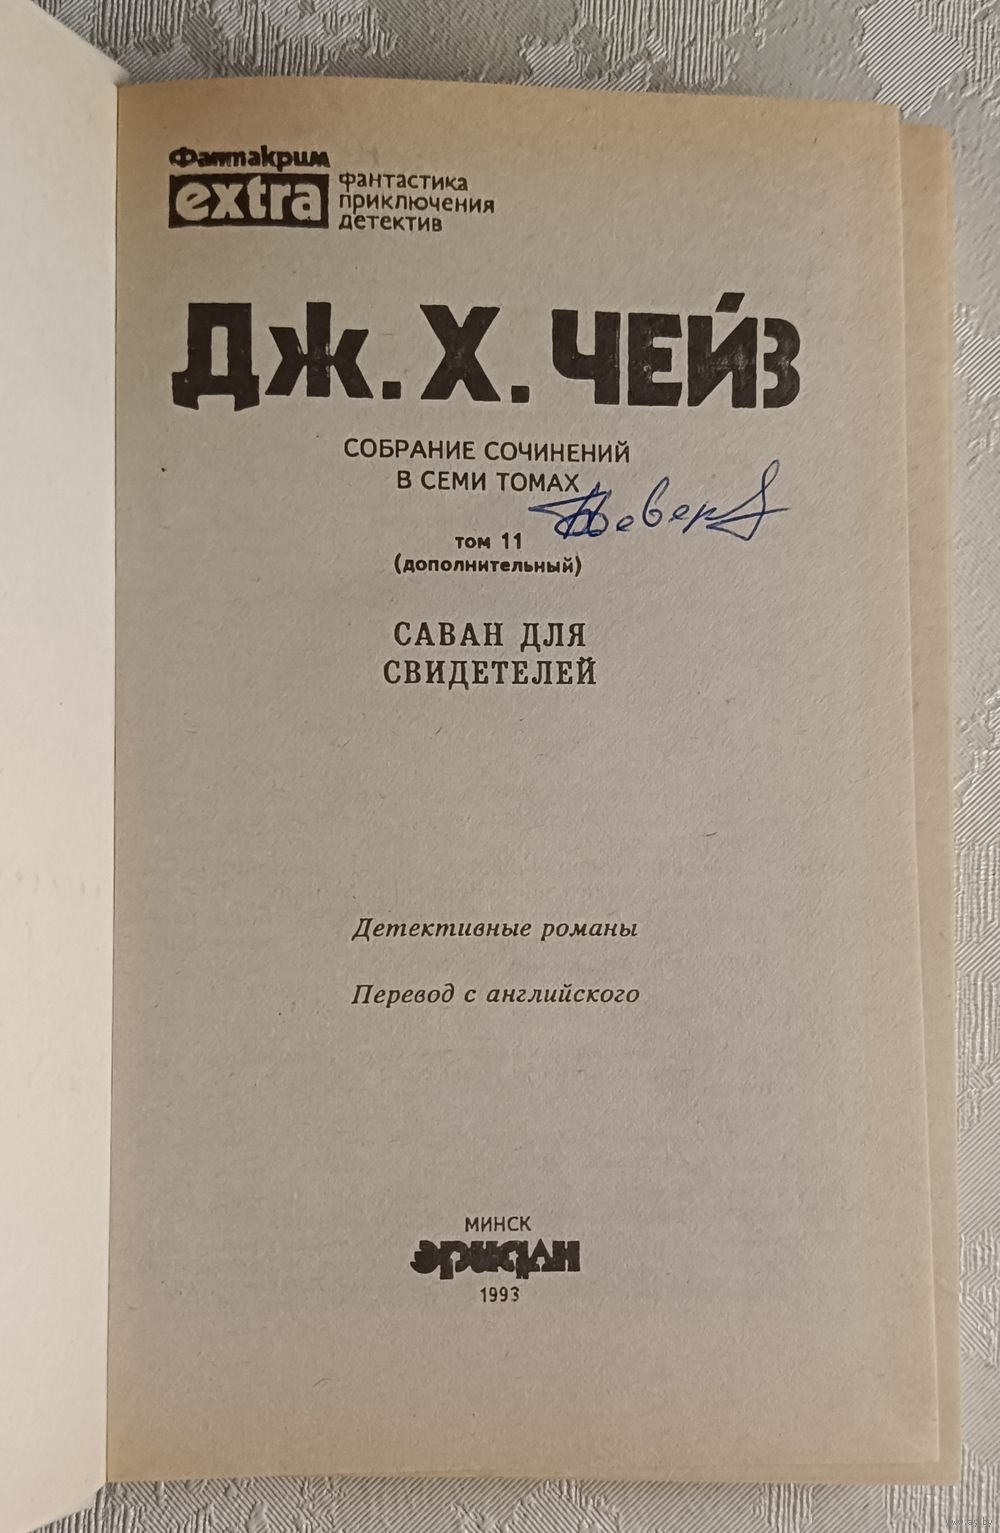 Фантакрим
extra
фантастика
приключения
детектив
ДЖ. Х. ЧЕЙЗ
СОБРАНИЕ СОЧИНЕНИЙ
В СЕМИ ТОМАХ
том 11
(дополнительный)
САВАН ДЛЯ
СВИДЕТЕЛЕЙ
Детективные романы
Перевод с английского
МИНСК
эридан
1993